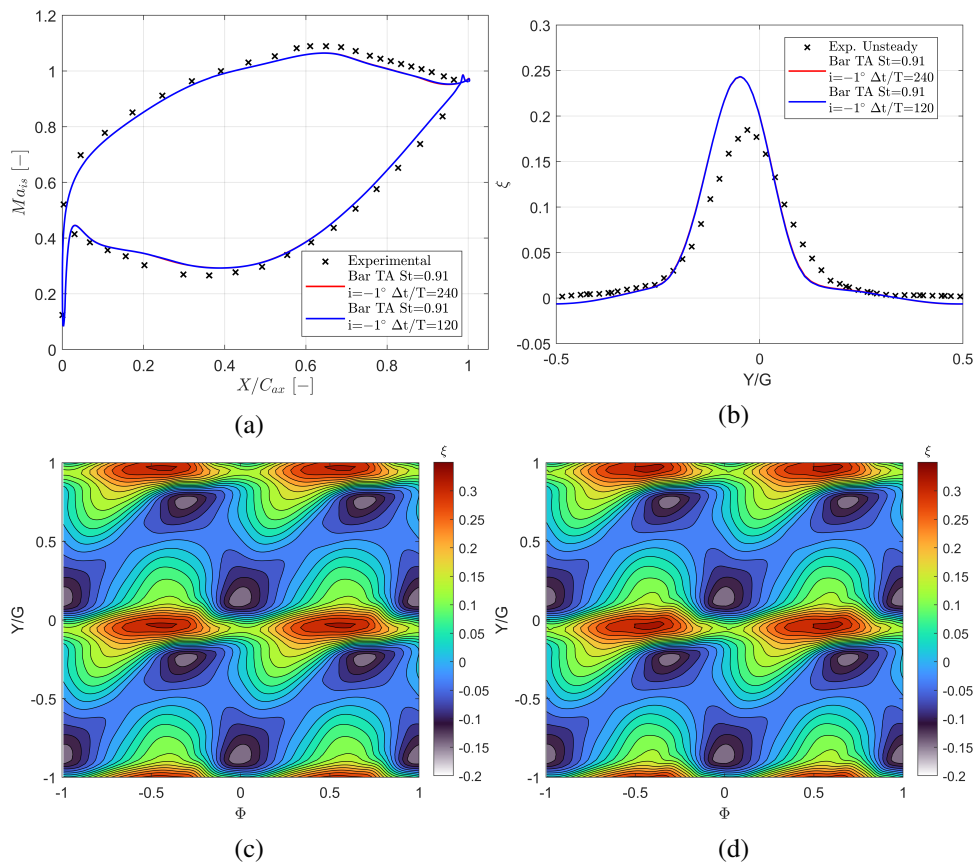 1.2
1
0.8
0.6
0.4
0.2
0
0
0.2
0.4
0.6
0.8
1
Ma_is [−]
X/C_ax [−]
Experimental
Bar TA St=0.91
i=−1° Δt/T=240
Bar TA St=0.91
i=−1° Δt/T=120
(a)
0.3
0.25
0.2
0.15
0.1
0.05
0
-0.05
-0.5
0
0.5
ξ
Y/G
Exp. Unsteady
Bar TA St=0.91
i=−1° Δt/T=240
Bar TA St=0.91
i=−1° Δt/T=120
(b)
1
0.5
0
-0.5
-1
-1
-0.5
0
0.5
1
Y/G
Φ
ξ
0.3
0.25
0.2
0.15
0.1
0.05
0
-0.05
-0.1
-0.15
-0.2
(c)
1
0.5
0
-0.5
-1
-1
-0.5
0
0.5
1
Y/G
Φ
ξ
0.3
0.25
0.2
0.15
0.1
0.05
0
-0.05
-0.1
-0.15
-0.2
(d)